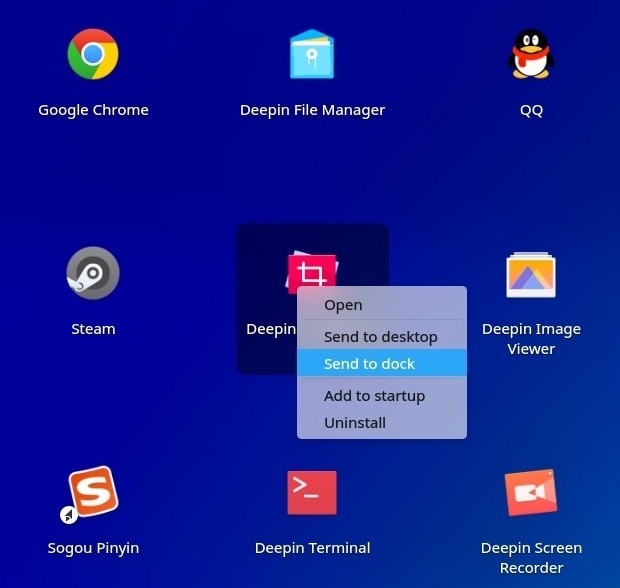 Google Chrome
Deepin File Manager
QQ
Steam
Deepin
Deepin Image
Viewer
Open
Send to desktop
Send to dock
Add to startup
Uninstall
Sogou Pinyin
Deepin Terminal
Deepin Screen
Recorder